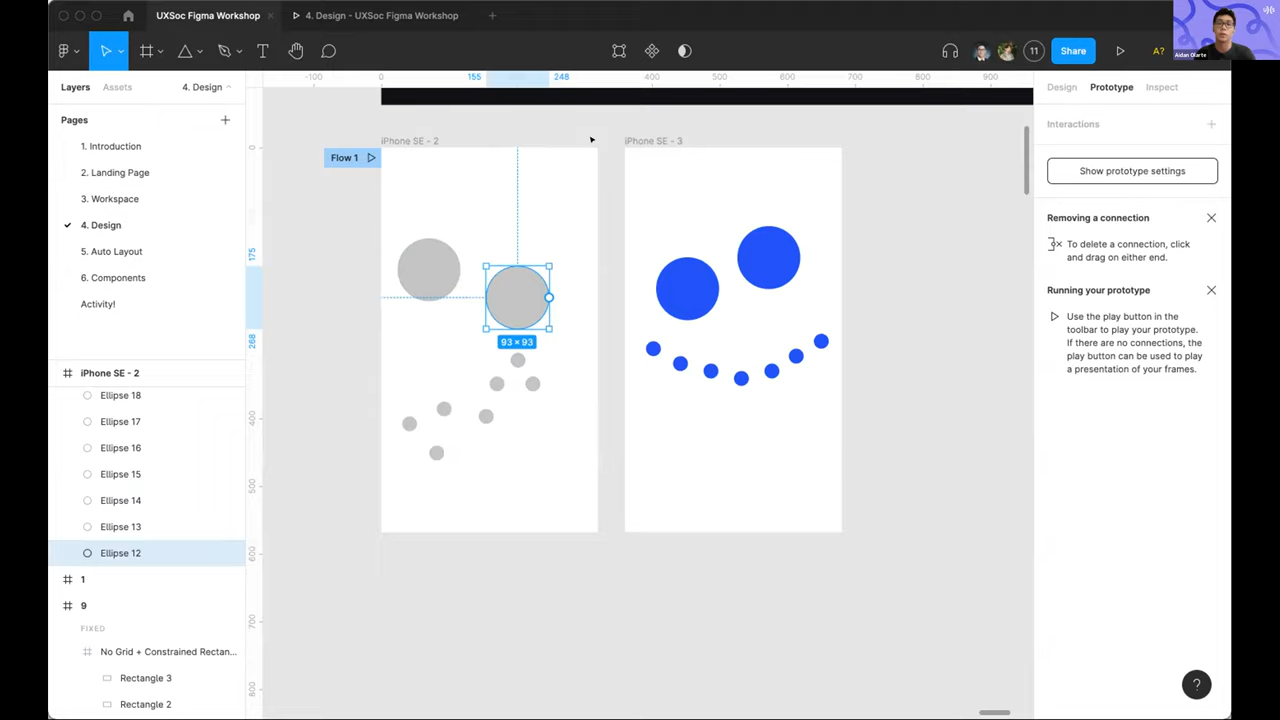 UXSoc Figma Workshop
4. Design - UXSoc Figma Workshop
Aidan Olarte
11
Share
A?
Layers
Assets
4. Design
Pages
1. Introduction
2. Landing Page
3. Workspace
4. Design
5. Auto Layout
6. Components
Activity!
iPhone SE - 2
Ellipse 18
Ellipse 17
Ellipse 16
Ellipse 15
Ellipse 14
Ellipse 13
Ellipse 12
1
9
FIXED
No Grid + Constrained Rectan...
Rectangle 3
Rectangle 2
-100
0
155
248
400
500
600
700
800
900
0
175
268
400
500
600
700
800
iPhone SE - 2
iPhone SE - 3
Flow 1
93 × 93
Design
Prototype
Inspect
Interactions
Show prototype settings
Removing a connection
To delete a connection, click
and drag on either end.
Running your prototype
Use the play button in the
toolbar to play your prototype.
If there are no connections, the
play button can be used to play
a presentation of your frames.
?